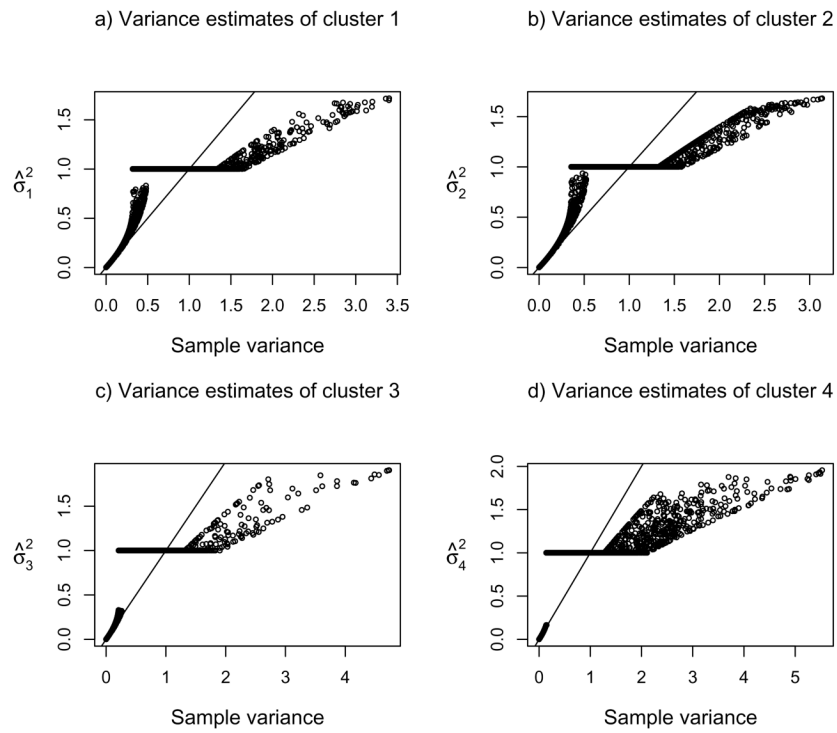 a) Variance estimates of cluster 1
b) Variance estimates of cluster 2
σ̂₁²
0.0 0.5 1.0 1.5
0.0 0.5 1.0 1.5 2.0 2.5 3.0 3.5
Sample variance
σ̂₂²
0.0 0.5 1.0 1.5
0.0 0.5 1.0 1.5 2.0 2.5 3.0
Sample variance
c) Variance estimates of cluster 3
d) Variance estimates of cluster 4
σ̂₃²
0.0 0.5 1.0 1.5
0 1 2 3 4
Sample variance
σ̂₄²
0.0 0.5 1.0 1.5 2.0
0 1 2 3 4 5
Sample variance